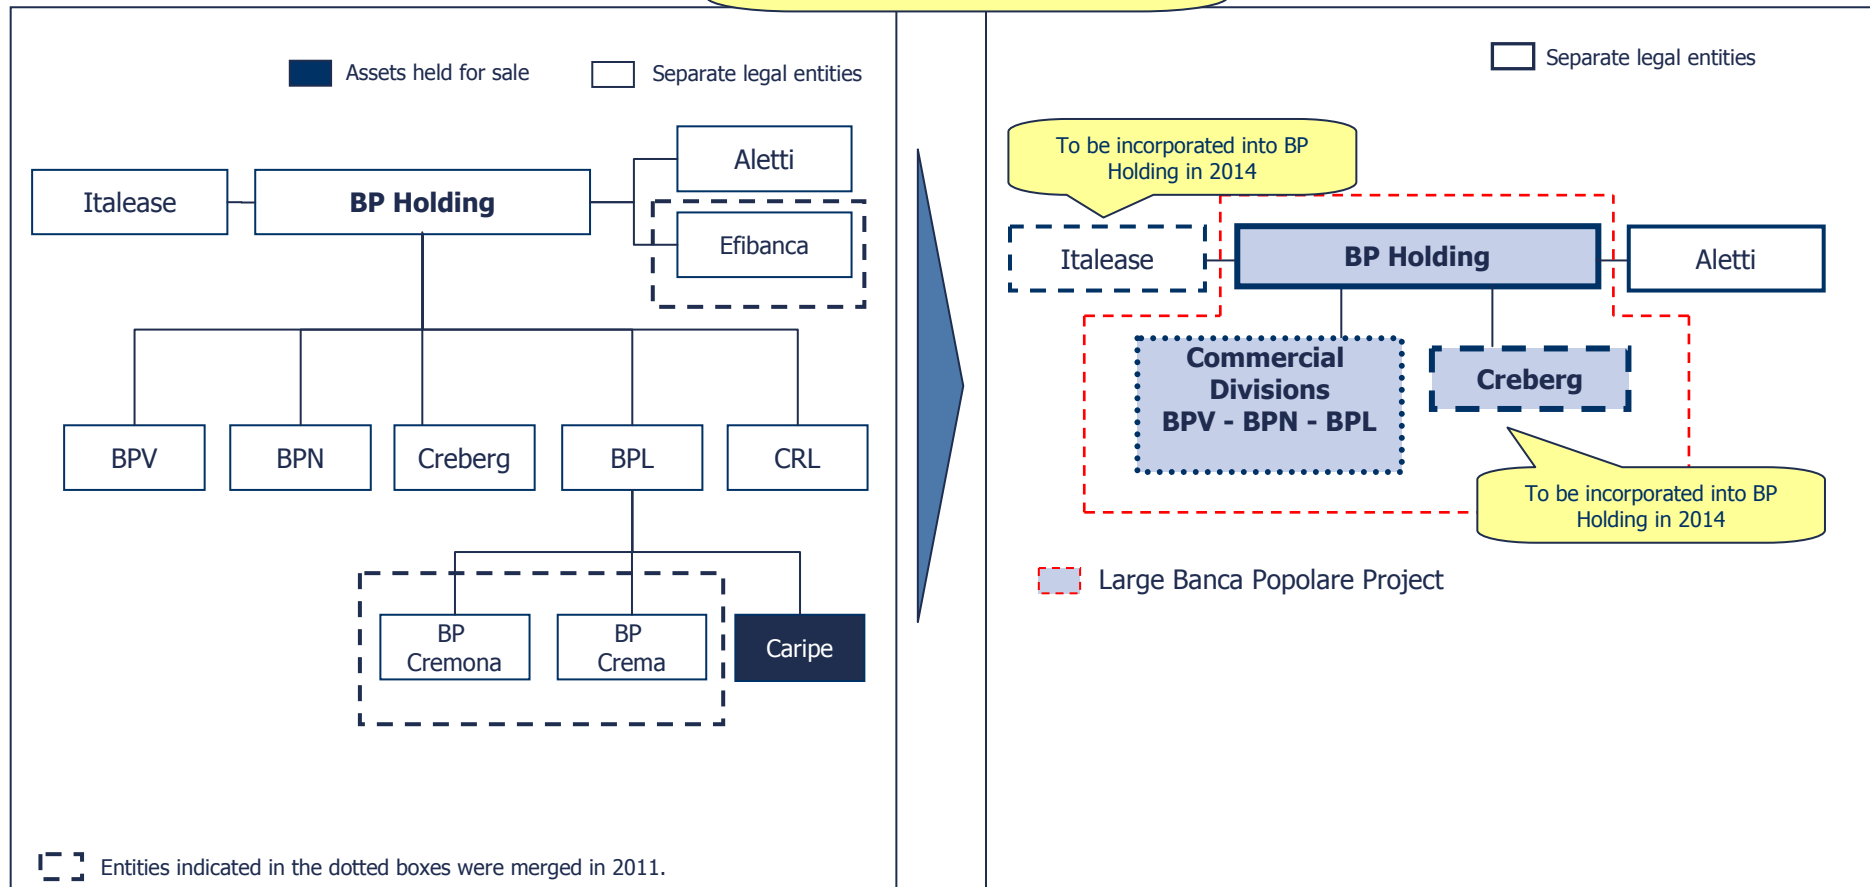 Assets held for sale
Separate legal entities
Italease
BP Holding
Aletti
Efibanca
BPV
BPN
Creberg
BPL
CRL
BP
Cremona
BP
Crema
Caripe
Entities indicated in the dotted boxes were merged in 2011.
Separate legal entities
To be incorporated into BP
Holding in 2014
Italease
BP Holding
Aletti
Commercial
Divisions
BPV - BPN - BPL
Creberg
To be incorporated into BP
Holding in 2014
Large Banca Popolare Project